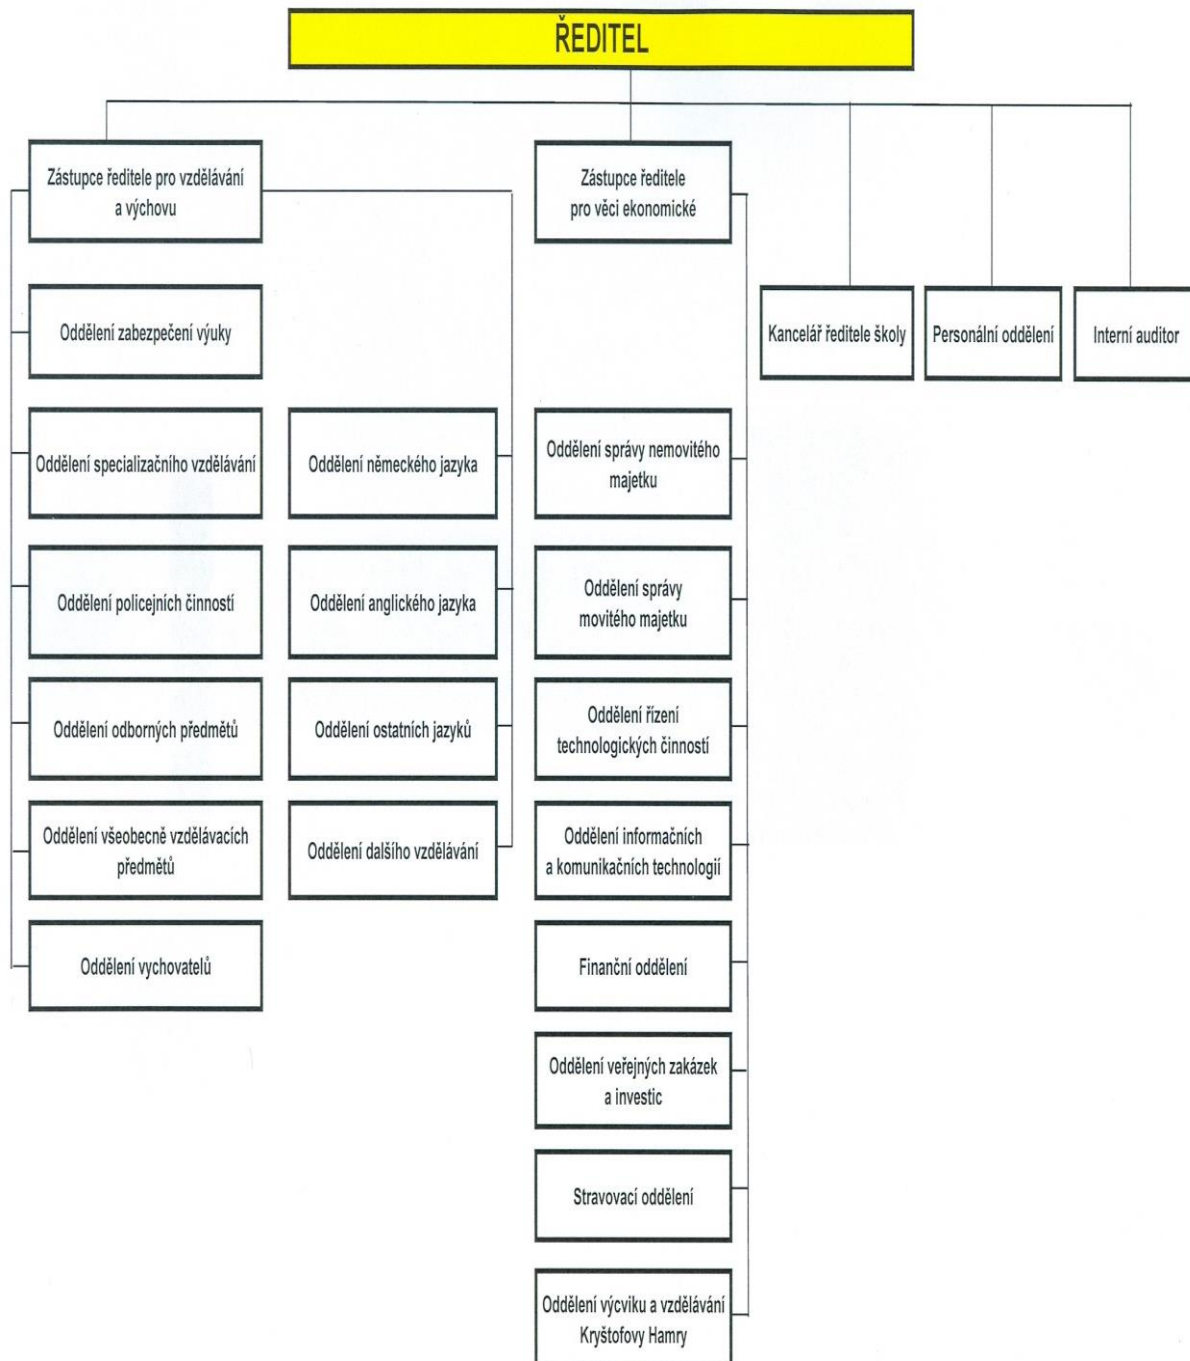 ŘEDITEL
Zástupce ředitele pro vzdělávání
a výchovu
Zástupce ředitele
pro věci ekonomické
Kancelář ředitele školy
Personální oddělení
Interní auditor
Oddělení zabezpečení výuky
Oddělení specializačního vzdělávání
Oddělení policejních činností
Oddělení odborných předmětů
Oddělení všeobecně vzdělávacích
předmětů
Oddělení vychovatelů
Oddělení německého jazyka
Oddělení anglického jazyka
Oddělení ostatních jazyků
Oddělení dalšího vzdělávání
Oddělení správy nemovitého
majetku
Oddělení správy
movitého majetku
Oddělení řízení
technologických činností
Oddělení informačních
a komunikačních technologií
Finanční oddělení
Oddělení veřejných zakázek
a investic
Stravovací oddělení
Oddělení výcviku a vzdělávání
Kryštofovy Hamry